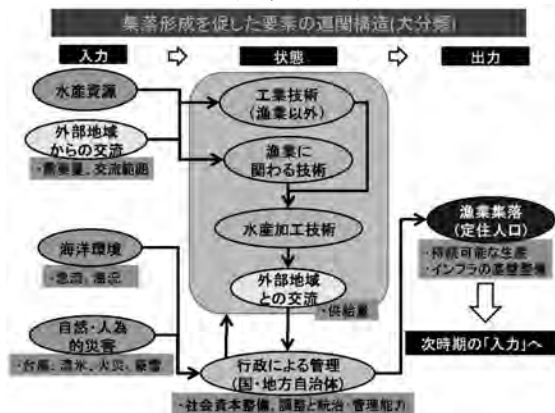 集落形成を促した要素の連関構造(大分類)
入力
状態
出力
水産資源
外部地域
からの交流
・需要量、交流範囲
海洋環境
・急流、海況
自然・人為
的災害
・台風、流氷、火災、豪雪
工業技術
(漁業以外)
漁業に
関わる技術
水産加工技術
外部地域
との交流
・供給量
行政による管理
(国・地方自治体)
・社会資本整備、調整と統治・管理能力
漁業集落
(定住人口)
・持続可能な生産
・インフラの基盤整備
次時期の「入力」へ